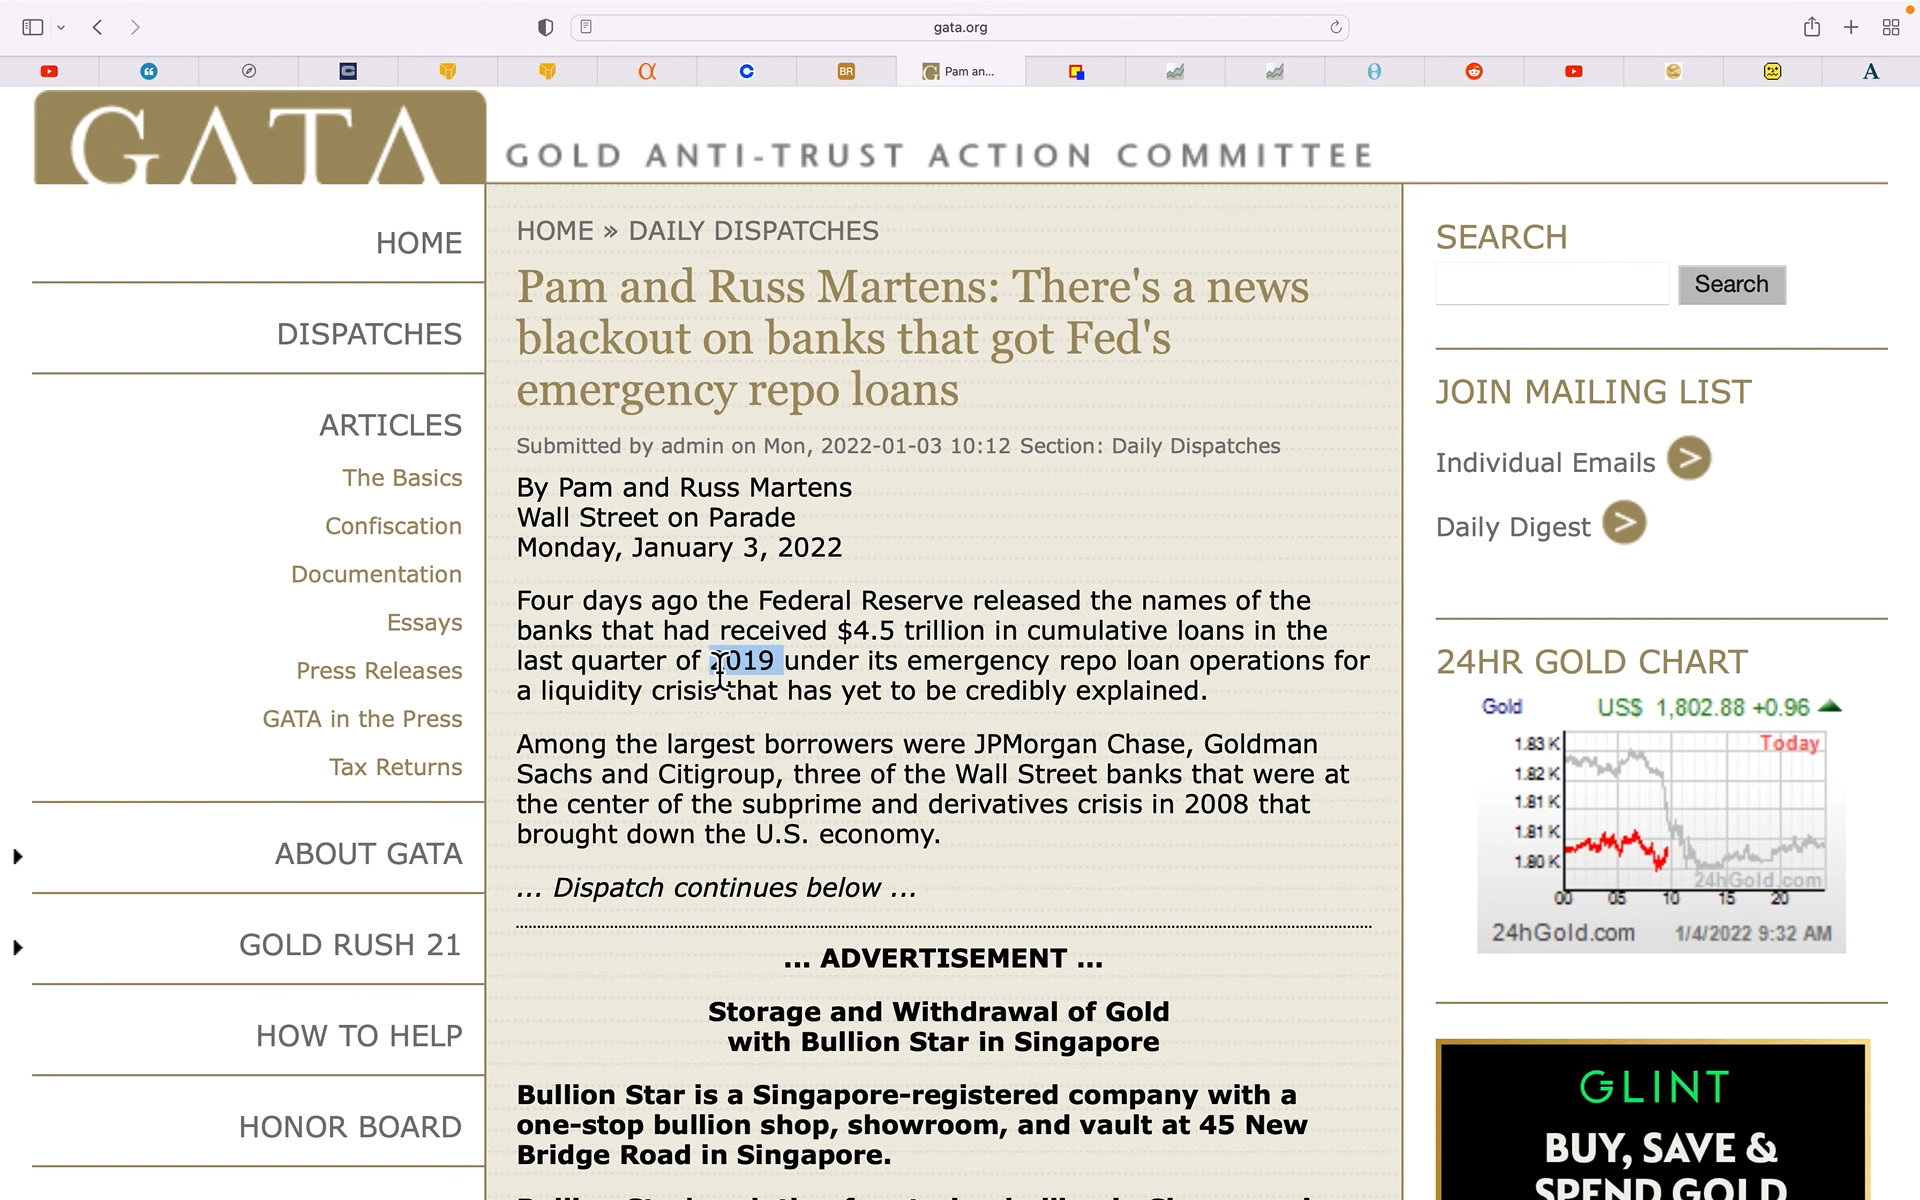 gata.org
BR
Pam an...
GATA
GOLD ANTI-TRUST ACTION COMMITTEE
HOME
DISPATCHES
ARTICLES
The Basics
Confiscation
Documentation
Essays
Press Releases
GATA in the Press
Tax Returns
ABOUT GATA
GOLD RUSH 21
HOW TO HELP
HONOR BOARD
HOME » DAILY DISPATCHES
Pam and Russ Martens: There's a news
blackout on banks that got Fed's
emergency repo loans
Submitted by admin on Mon, 2022-01-03 10:12 Section: Daily Dispatches
By Pam and Russ Martens
Wall Street on Parade
Monday, January 3, 2022
Four days ago the Federal Reserve released the names of the
banks that had received $4.5 trillion in cumulative loans in the
last quarter of 2019 under its emergency repo loan operations for
a liquidity crisis that has yet to be credibly explained.
Among the largest borrowers were JPMorgan Chase, Goldman
Sachs and Citigroup, three of the Wall Street banks that were at
the center of the subprime and derivatives crisis in 2008 that
brought down the U.S. economy.
... Dispatch continues below ...
... ADVERTISEMENT ...
Storage and Withdrawal of Gold
with Bullion Star in Singapore
Bullion Star is a Singapore-registered company with a
one-stop bullion shop, showroom, and vault at 45 New
Bridge Road in Singapore.
SEARCH
Search
JOIN MAILING LIST
Individual Emails >
Daily Digest >
24HR GOLD CHART
Gold US$ 1,802.88 +0.96
Today
1.83 K
1.82 K
1.81 K
1.81 K
1.80 K
24hGold.com
00 05 10 15 20
24hGold.com 1/4/2022 9:32 AM
GLINT
BUY, SAVE &
SPEND GOLD